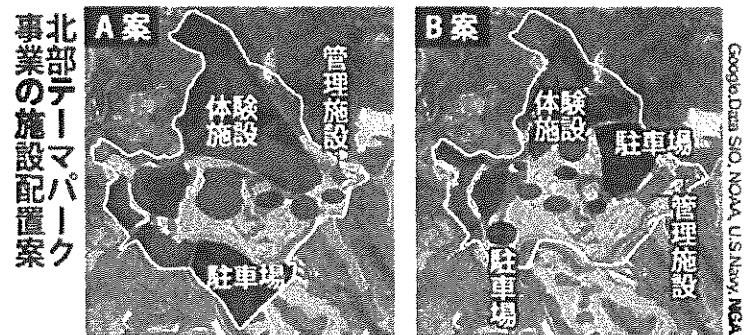 北部テーマパーク
事業の施設配置案
A案
体験
施設
管理施設
駐車場
B案
体験
施設
駐車場
管理施設
駐車場
Google,Data SIO, NOAA, U.S.Navy, NGA,